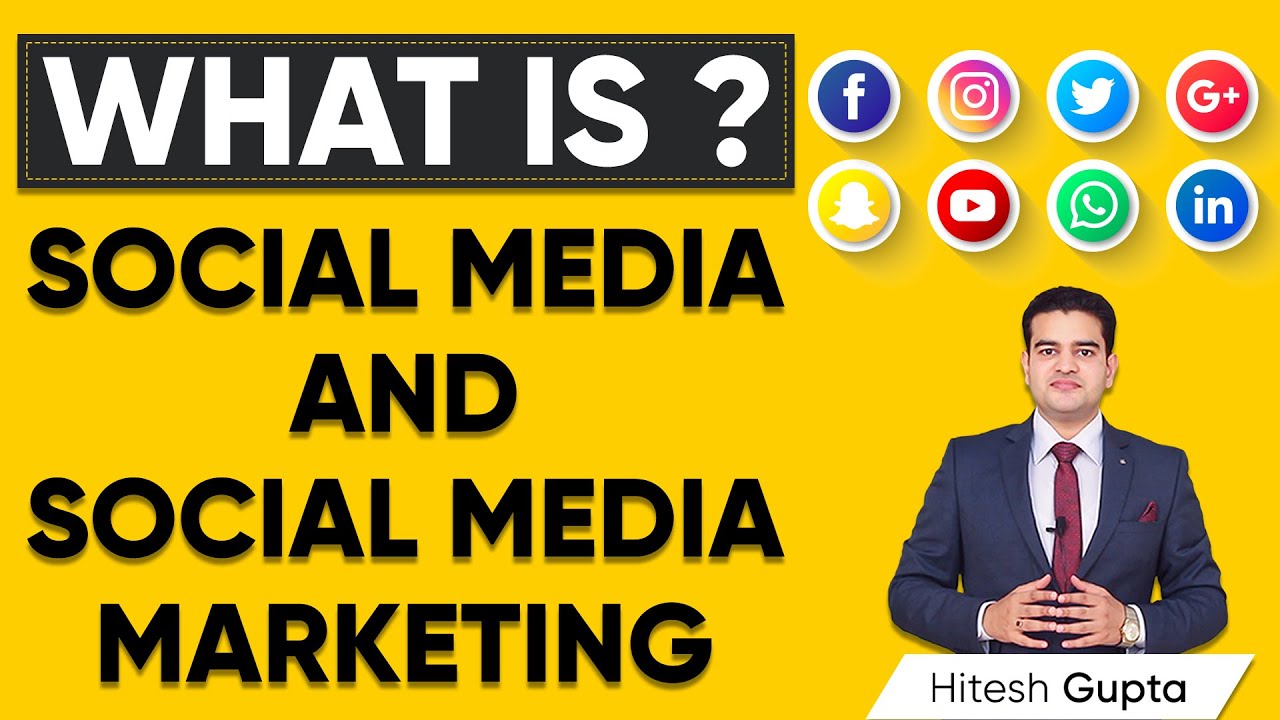 WHAT IS ?
SOCIAL MEDIA
AND
SOCIAL MEDIA
MARKETING
f
G+
in
Hitesh Gupta